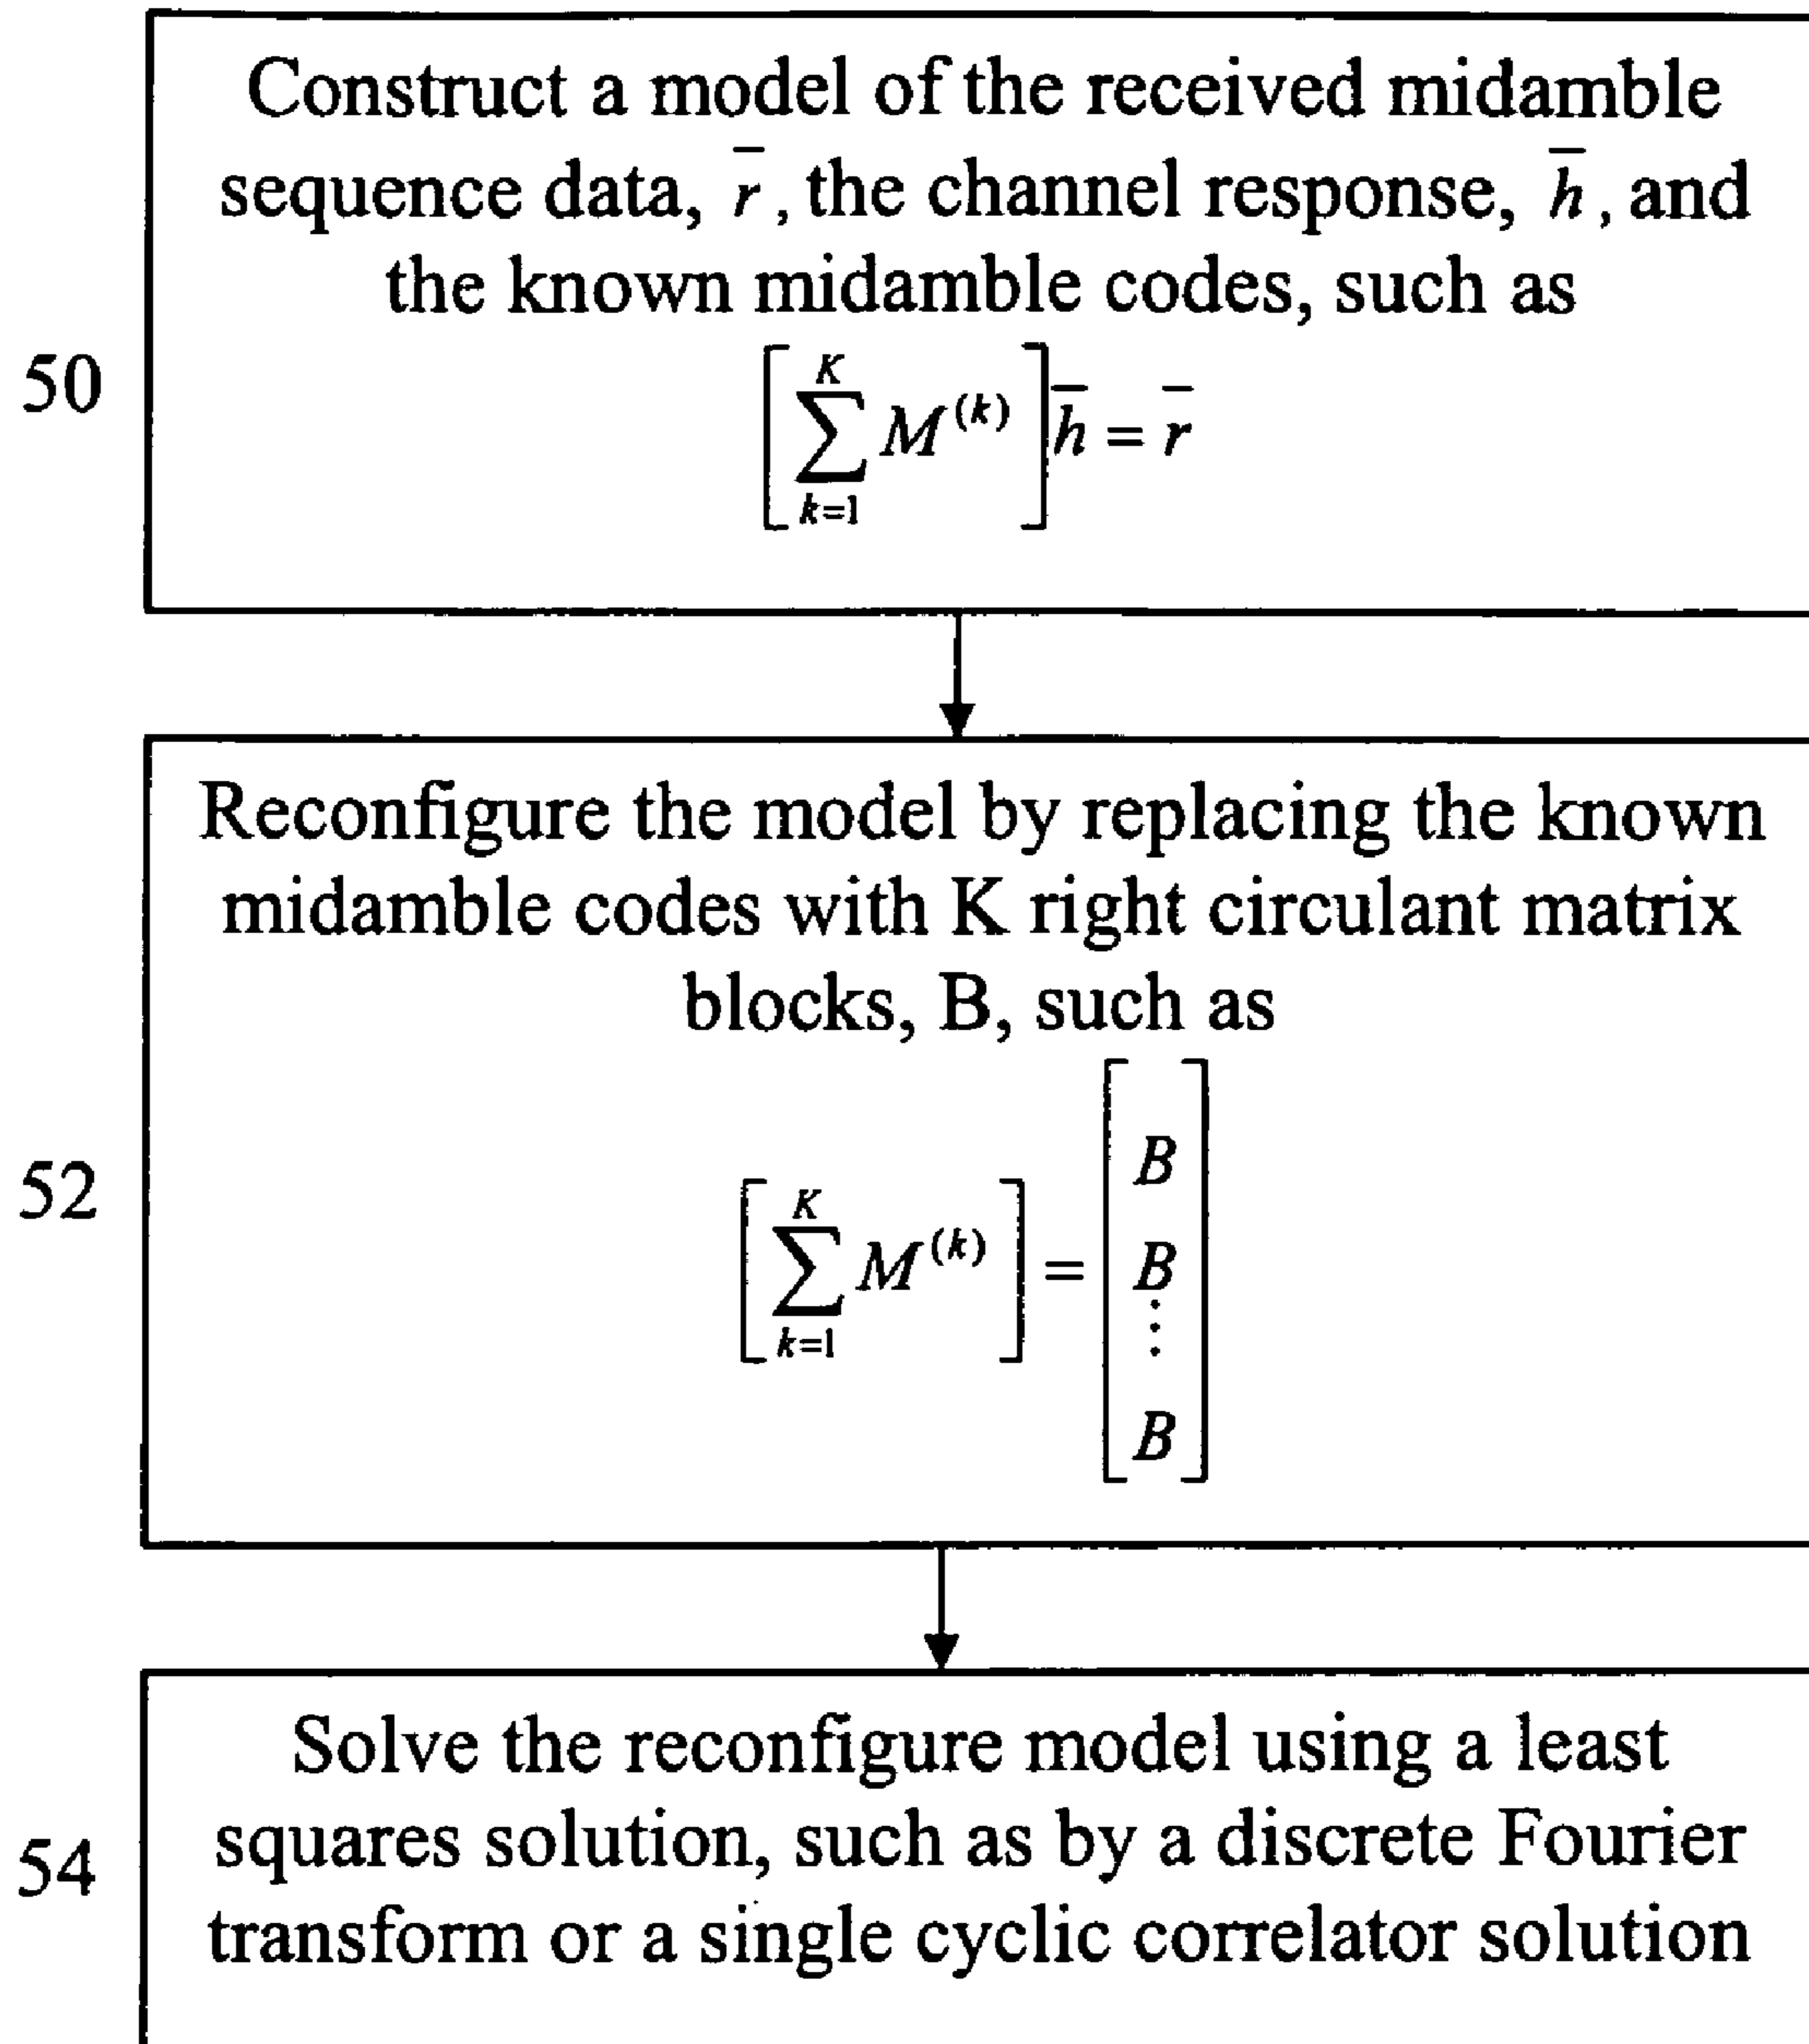 Construct a model of the received midamble
sequence data, r̄, the channel response, h̄, and
the known midamble codes, such as
50
[∑_{k=1}^{K} M^{(k)}] h̄ = r̄
Reconfigure the model by replacing the known
midamble codes with K right circulant matrix
blocks, B, such as
52
[∑_{k=1}^{K} M^{(k)}] = [B B ⋮ B]
Solve the reconfigure model using a least
54
squares solution, such as by a discrete Fourier
transform or a single cyclic correlator solution